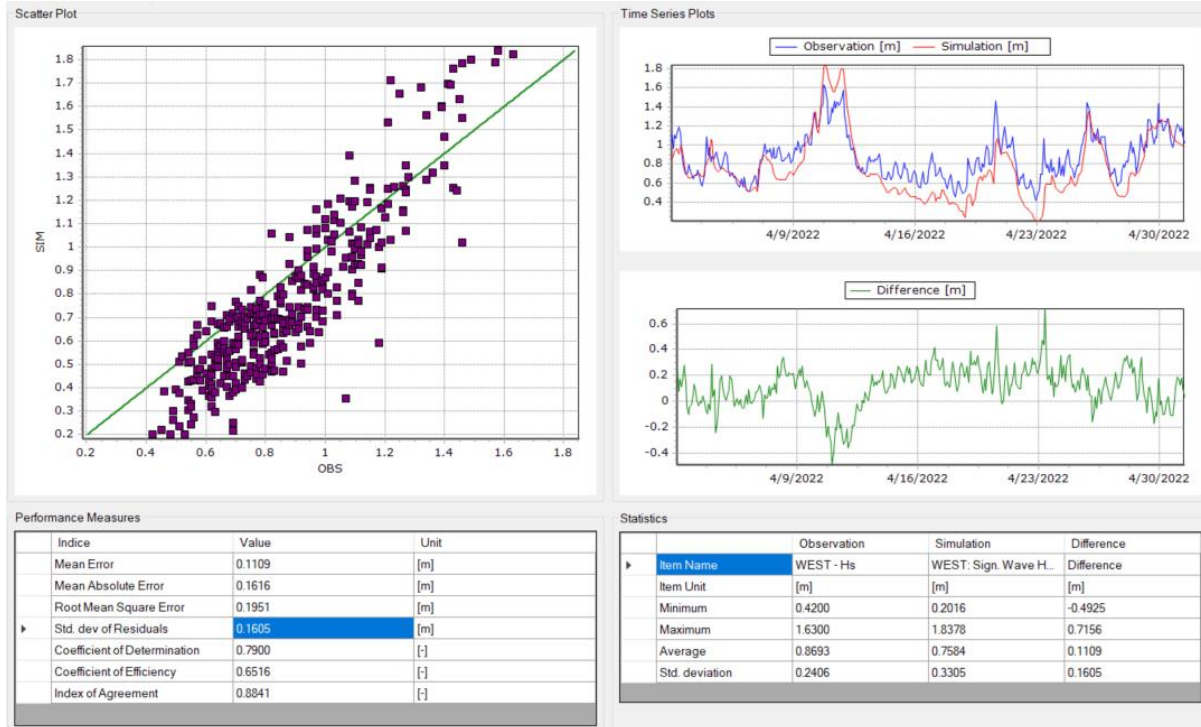 Scatter Plot
SIM
1.8
1.7
1.6
1.5
1.4
1.3
1.2
1.1
1
0.9
0.8
0.7
0.6
0.5
0.4
0.3
0.2
0.2 0.4 0.6 0.8 1 1.2 1.4 1.6 1.8
OBS
Time Series Plots
Observation [m] Simulation [m]
1.8
1.6
1.4
1.2
1
0.8
0.6
0.4
4/9/2022 4/16/2022 4/23/2022 4/30/2022
Difference [m]
0.6
0.4
0.2
0
-0.2
-0.4
4/9/2022 4/16/2022 4/23/2022 4/30/2022
Performance Measures
Indice Value Unit
Mean Error 0.1109 [m]
Mean Absolute Error 0.1616 [m]
Root Mean Square Error 0.1951 [m]
Std. dev of Residuals 0.1605 [m]
Coefficient of Determination 0.7900 [-]
Coefficient of Efficiency 0.6516 [-]
Index of Agreement 0.8841 [-]
Statistics
Observation Simulation Difference
Item Name WEST - Hs WEST: Sign. Wave H... Difference
Item Unit [m] [m] [m]
Minimum 0.4200 0.2016 -0.4925
Maximum 1.6300 1.8378 0.7156
Average 0.8693 0.7584 0.1109
Std. deviation 0.2406 0.3305 0.1605